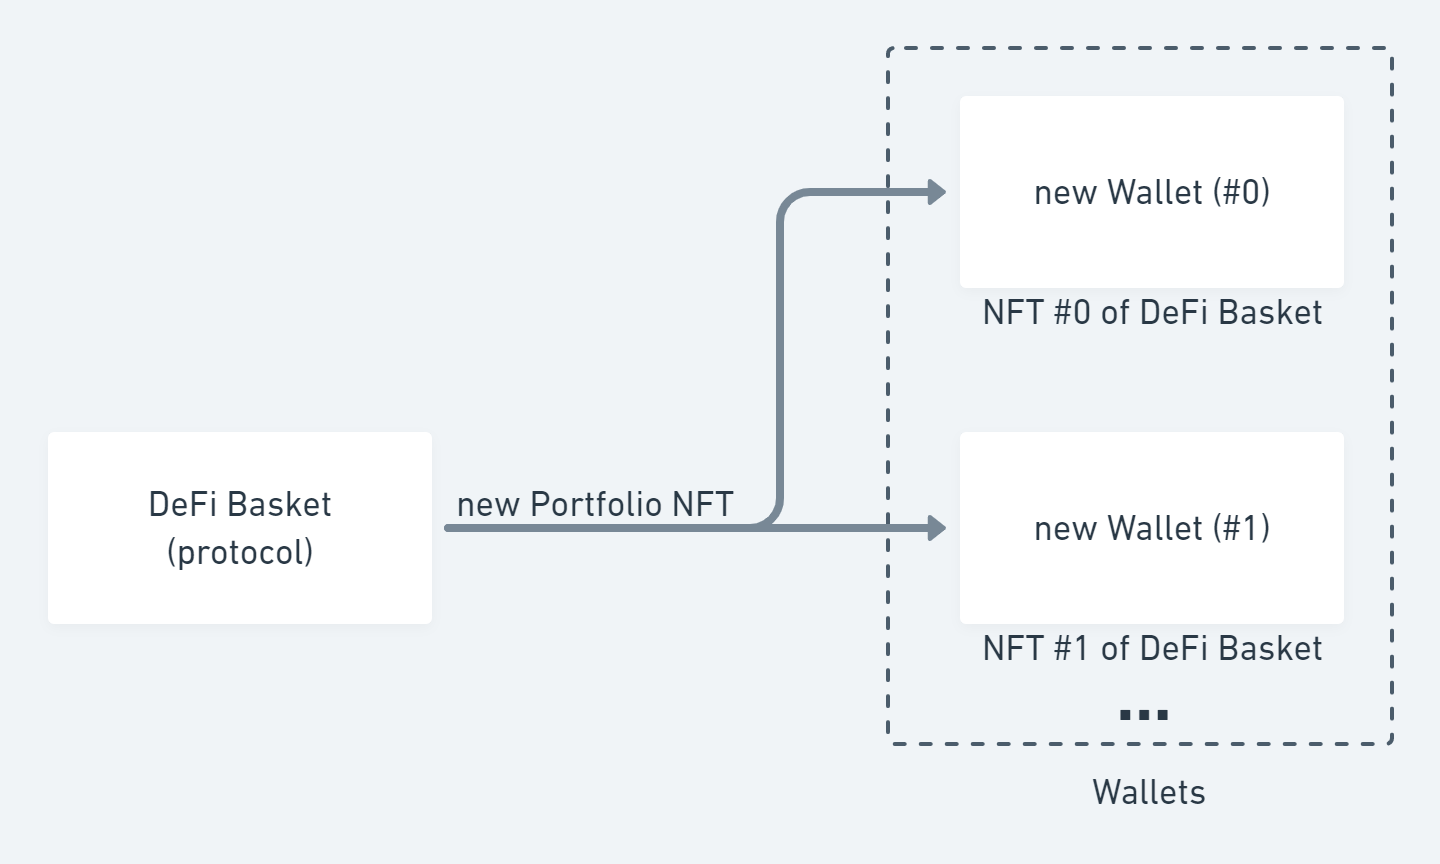 new Wallet (#0)
NFT #0 of DeFi Basket
DeFi Basket
(protocol)
new Portfolio NFT
new Wallet (#1)
NFT #1 of DeFi Basket
...
Wallets